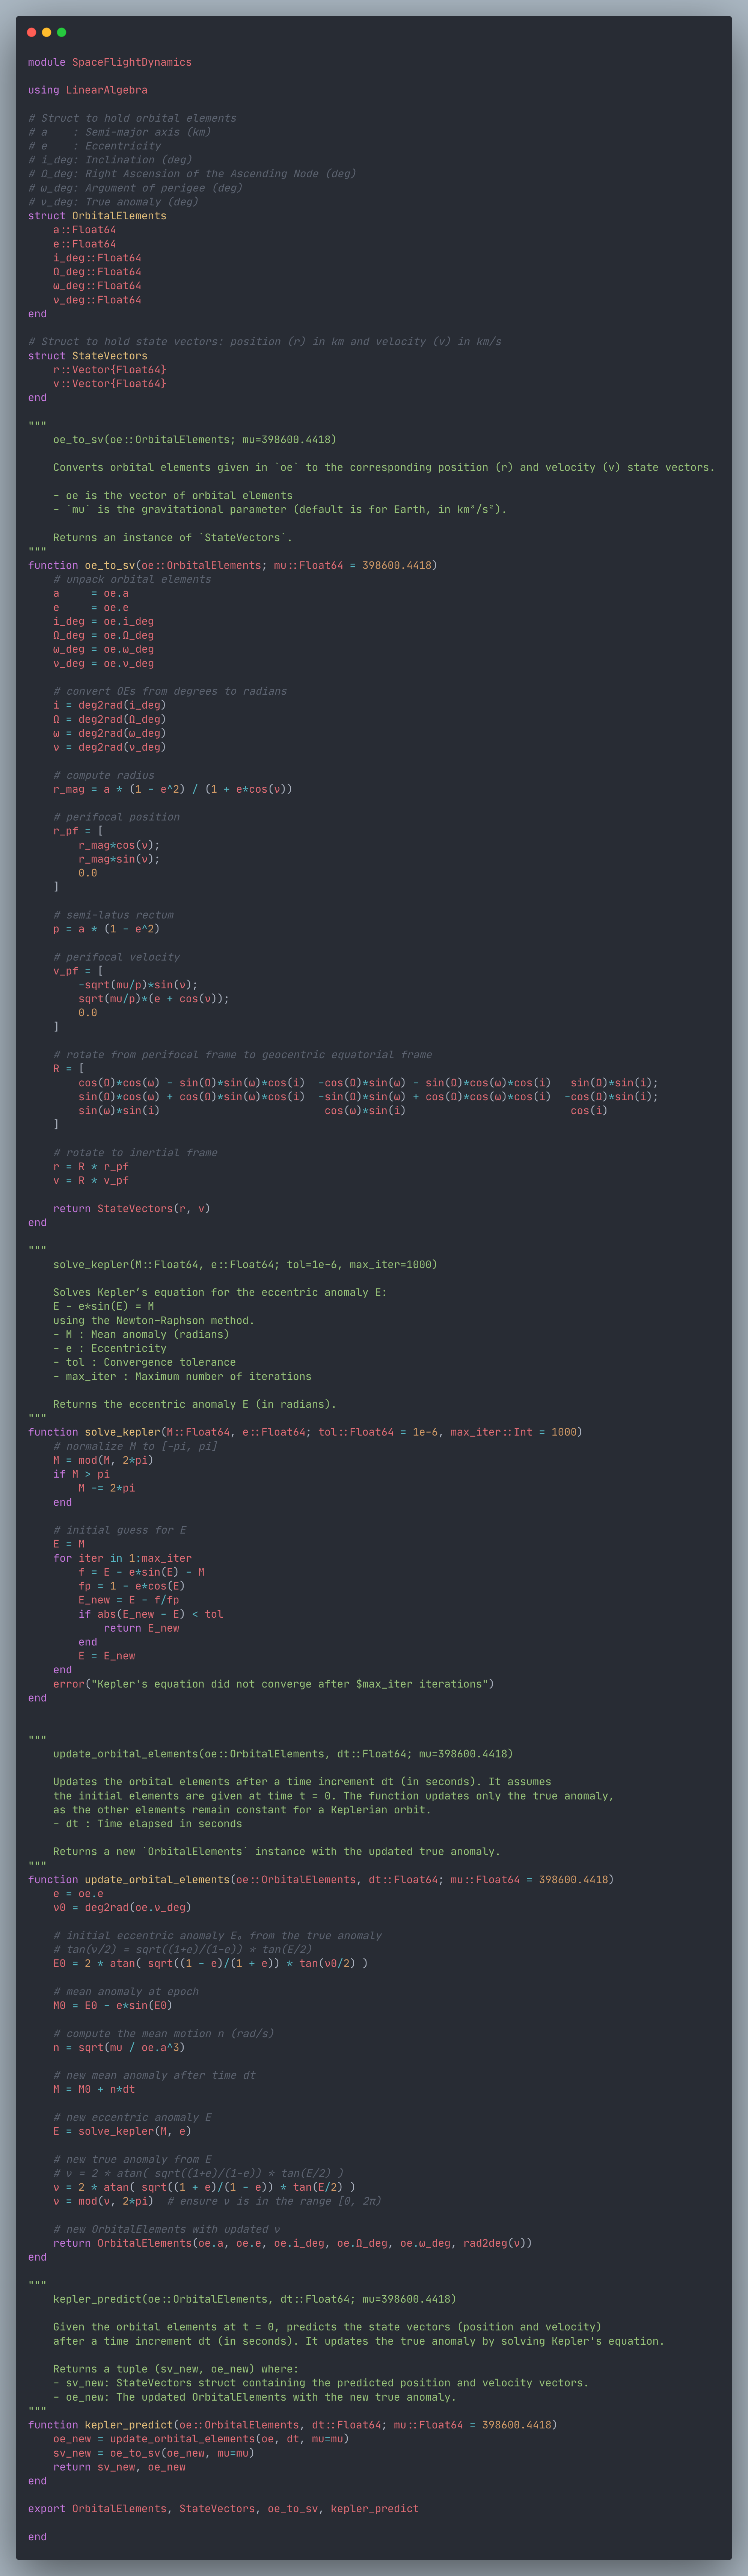 module SpaceFlightDynamics

using LinearAlgebra

# Struct to hold orbital elements
# a    : Semi-major axis (km)
# e    : Eccentricity
# i_deg: Inclination (deg)
# Ω_deg: Right Ascension of the Ascending Node (deg)
# ω_deg: Argument of perigee (deg)
# ν_deg: True anomaly (deg)
struct OrbitalElements
    a::Float64
    e::Float64
    i_deg::Float64
    Ω_deg::Float64
    ω_deg::Float64
    ν_deg::Float64
end

# Struct to hold state vectors: position (r) in km and velocity (v) in km/s
struct StateVectors
    r::Vector{Float64}
    v::Vector{Float64}
end

"""
    oe_to_sv(oe::OrbitalElements; mu=398600.4418)

    Converts orbital elements given in `oe` to the corresponding position (r) and velocity (v) state vectors.

    - oe is the vector of orbital elements
    - `mu` is the gravitational parameter (default is for Earth, in km³/s²).

    Returns an instance of `StateVectors`.
"""
function oe_to_sv(oe::OrbitalElements; mu::Float64 = 398600.4418)
    # unpack orbital elements
    a     = oe.a
    e     = oe.e
    i_deg = oe.i_deg
    Ω_deg = oe.Ω_deg
    ω_deg = oe.ω_deg
    ν_deg = oe.ν_deg

    # convert OEs from degrees to radians
    i = deg2rad(i_deg)
    Ω = deg2rad(Ω_deg)
    ω = deg2rad(ω_deg)
    ν = deg2rad(ν_deg)

    # compute radius
    r_mag = a * (1 - e^2) / (1 + e*cos(ν))

    # perifocal position
    r_pf = [
        r_mag*cos(ν);
        r_mag*sin(ν);
        0.0
    ]

    # semi-latus rectum
    p = a * (1 - e^2)

    # perifocal velocity
    v_pf = [
        -sqrt(mu/p)*sin(ν);
        sqrt(mu/p)*(e + cos(ν));
        0.0
    ]

    # rotate from perifocal frame to geocentric equatorial frame
    R = [
        cos(Ω)*cos(ω) - sin(Ω)*sin(ω)*cos(i)  -cos(Ω)*sin(ω) - sin(Ω)*cos(ω)*cos(i)   sin(Ω)*sin(i);
        sin(Ω)*cos(ω) + cos(Ω)*sin(ω)*cos(i)  -sin(Ω)*sin(ω) + cos(Ω)*cos(ω)*cos(i)  -cos(Ω)*sin(i);
        sin(ω)*sin(i)                          cos(ω)*sin(i)                          cos(i)
    ]

    # rotate to inertial frame
    r = R * r_pf
    v = R * v_pf

    return StateVectors(r, v)
end

"""
    solve_kepler(M::Float64, e::Float64; tol=1e-6, max_iter=1000)

    Solves Kepler’s equation for the eccentric anomaly E:
    E - e*sin(E) = M
    using the Newton-Raphson method.
    - M : Mean anomaly (radians)
    - e : Eccentricity
    - tol : Convergence tolerance
    - max_iter : Maximum number of iterations

    Returns the eccentric anomaly E (in radians).
"""
function solve_kepler(M::Float64, e::Float64; tol::Float64 = 1e-6, max_iter::Int = 1000)
    # normalize M to [-pi, pi]
    M = mod(M, 2*pi)
    if M > pi
        M -= 2*pi
    end

    # initial guess for E
    E = M
    for iter in 1:max_iter
        f = E - e*sin(E) - M
        fp = 1 - e*cos(E)
        E_new = E - f/fp
        if abs(E_new - E) < tol
            return E_new
        end
        E = E_new
    end
    error("Kepler's equation did not converge after $max_iter iterations")
end


"""
    update_orbital_elements(oe::OrbitalElements, dt::Float64; mu=398600.4418)

    Updates the orbital elements after a time increment dt (in seconds). It assumes
    the initial elements are given at time t = 0. The function updates only the true anomaly,
    as the other elements remain constant for a Keplerian orbit.
    - dt : Time elapsed in seconds

    Returns a new `OrbitalElements` instance with the updated true anomaly.
"""
function update_orbital_elements(oe::OrbitalElements, dt::Float64; mu::Float64 = 398600.4418)
    e = oe.e
    ν0 = deg2rad(oe.ν_deg)

    # initial eccentric anomaly E₀ from the true anomaly
    # tan(ν/2) = sqrt((1+e)/(1-e)) * tan(E/2)
    E0 = 2 * atan( sqrt((1 - e)/(1 + e)) * tan(ν0/2) )

    # mean anomaly at epoch
    M0 = E0 - e*sin(E0)

    # compute the mean motion n (rad/s)
    n = sqrt(mu / oe.a^3)

    # new mean anomaly after time dt
    M = M0 + n*dt

    # new eccentric anomaly E
    E = solve_kepler(M, e)

    # new true anomaly from E
    # ν = 2 * atan( sqrt((1+e)/(1-e)) * tan(E/2) )
    ν = 2 * atan( sqrt((1 + e)/(1 - e)) * tan(E/2) )
    ν = mod(ν, 2*pi)  # ensure ν is in the range [0, 2π)

    # new OrbitalElements with updated ν
    return OrbitalElements(oe.a, oe.e, oe.i_deg, oe.Ω_deg, oe.ω_deg, rad2deg(ν))
end

"""
    kepler_predict(oe::OrbitalElements, dt::Float64; mu=398600.4418)

    Given the orbital elements at t = 0, predicts the state vectors (position and velocity)
    after a time increment dt (in seconds). It updates the true anomaly by solving Kepler's equation.

    Returns a tuple (sv_new, oe_new) where:
    - sv_new: StateVectors struct containing the predicted position and velocity vectors.
    - oe_new: The updated OrbitalElements with the new true anomaly.
"""
function kepler_predict(oe::OrbitalElements, dt::Float64; mu::Float64 = 398600.4418)
    oe_new = update_orbital_elements(oe, dt, mu=mu)
    sv_new = oe_to_sv(oe_new, mu=mu)
    return sv_new, oe_new
end

export OrbitalElements, StateVectors, oe_to_sv, kepler_predict

end